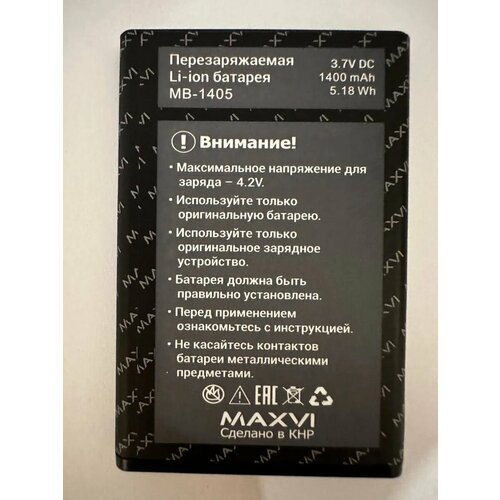 Перезаряжаемая
Li-ion батарея
MB-1405
3.7V DC
1400 mAh
5.18 Wh
! Внимание!
• Максимальное напряжение для
заряда – 4.2V.
• Используйте только
оригинальную батарею.
• Используйте только
оригинальное зарядное
устройство.
• Батарея должна быть
правильно установлена.
• Перед применением
ознакомьтесь с инструкцией.
• Не касайтесь контактов
батареи металлическими
предметами.
EAC
MAXVI
Сделано в КНР